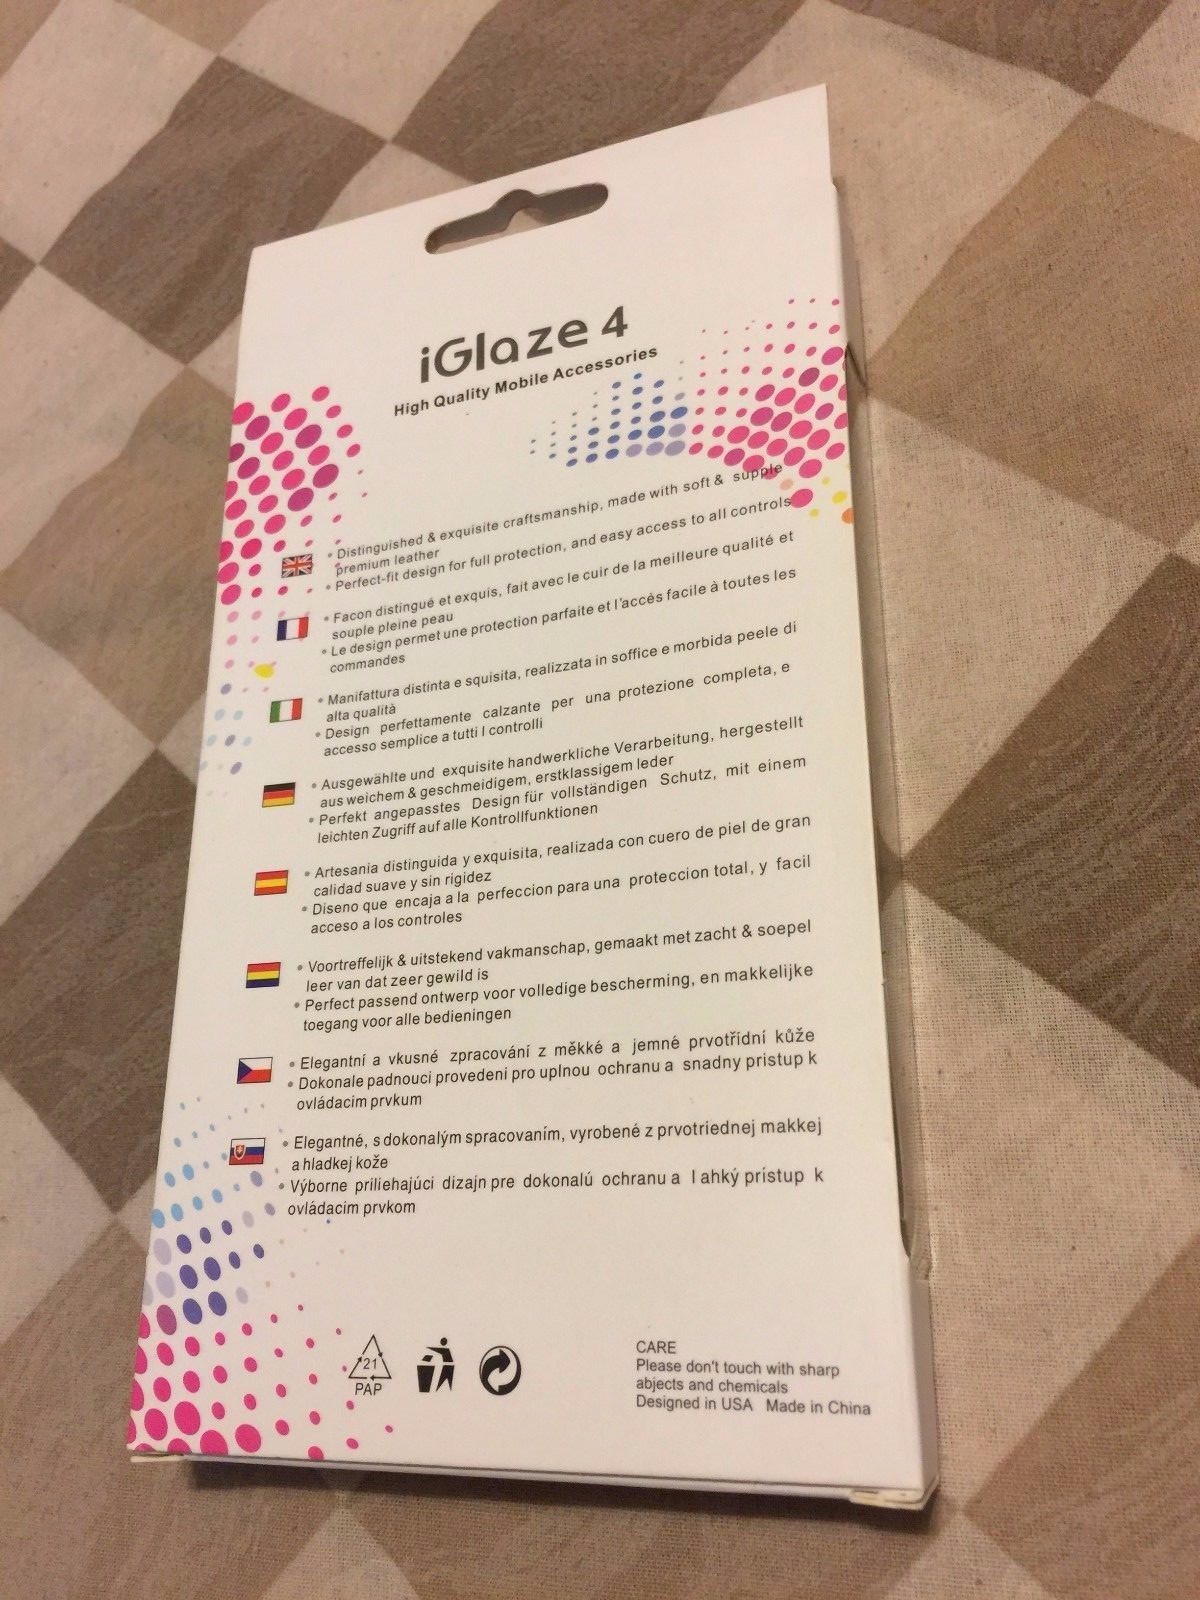 iGlaze 4
High Quality Mobile Accessories
• Distinguished & exquisite craftsmanship, made with soft & supple
premium leather
• Perfect-fit design for full protection, and easy access to all controls
• Facon distingué et exquis, fait avec le cuir de la meilleure qualité et
souple pleine peau
• Le design permet une protection parfaite et l'accès facile à toutes les
commandes
• Manifattura distinta e squisita, realizzata in soffice e morbida peele di
alta qualità
• Design perfettamente calzante per una protezione completa, e
accesso semplice a tutti I controlli
• Ausgewählte und exquisite handwerkliche Verarbeitung, hergestellt
aus weichem & geschmeidigem, erstklassigem leder
• Perfekt angepasstes Design für vollständigen Schutz, mit einem
leichten Zugriff auf alle Kontrollfunktionen
• Artesania distinguida y exquisita, realizada con cuero de piel de gran
calidad suave y sin rigidez
• Diseno que encaja a la perfeccion para una proteccion total, y facil
acceso a los controles
• Voortreffelijk & uitstekend vakmanschap, gemaakt met zacht & soepel
leer van dat zeer gewild is
• Perfect passend ontwerp voor volledige bescherming, en makkelijke
toegang voor alle bedieningen
• Elegantní a vkusné zpracování z měkké a jemné prvotřídní kůže
• Dokonale padnouci provedeni pro uplnou ochranu a snadny pristup k
ovládacim prvkum
• Elegantné, s dokonalým spracovaním, vyrobené z prvotriednej makkej
a hladkej kože
• Výborne priliehajúci dizajn pre dokonalú ochranu a l ahký prístup k
ovládacim prvkom
21
PAP
CARE
Please don't touch with sharp
abjects and chemicals
Designed in USA Made in China